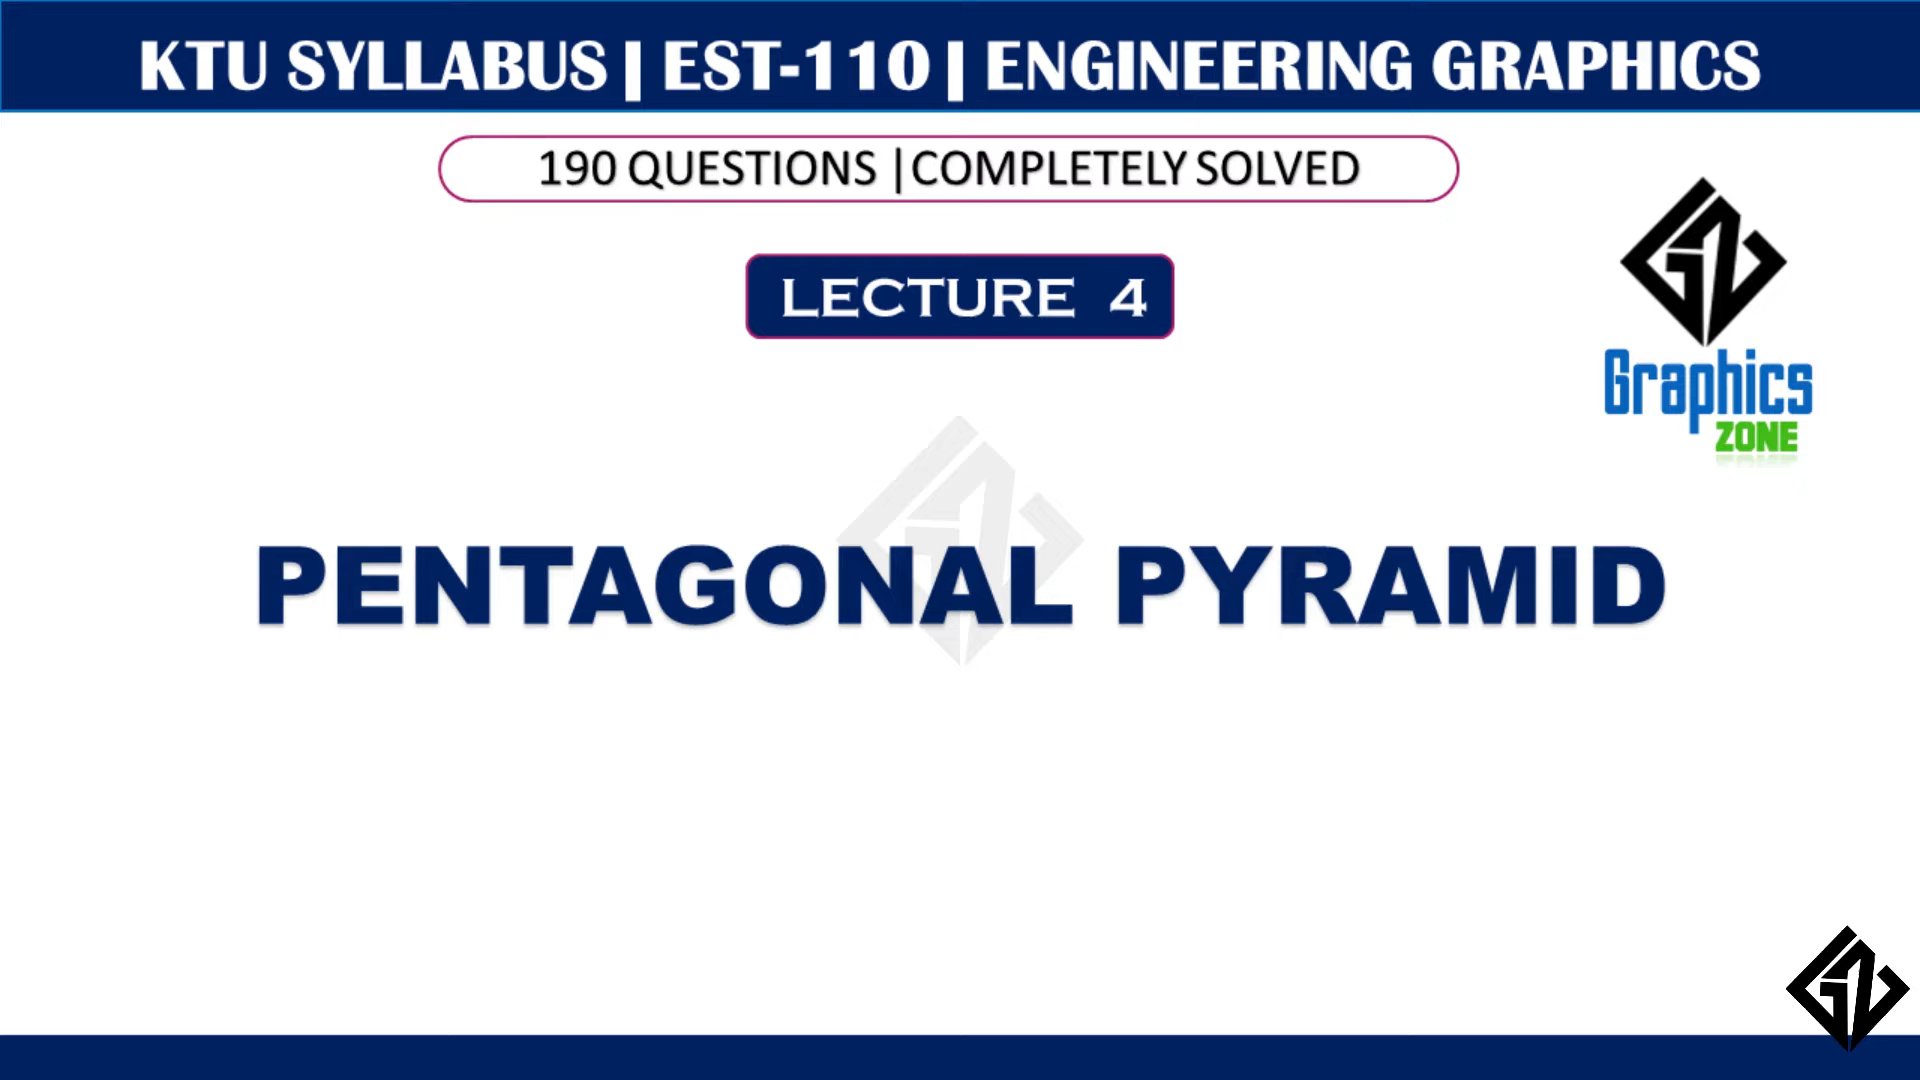 KTU SYLLABUS | EST-110 | ENGINEERING GRAPHICS
190 QUESTIONS |COMPLETELY SOLVED
LECTURE 4
Graphics
ZONE
PENTAGONAL PYRAMID